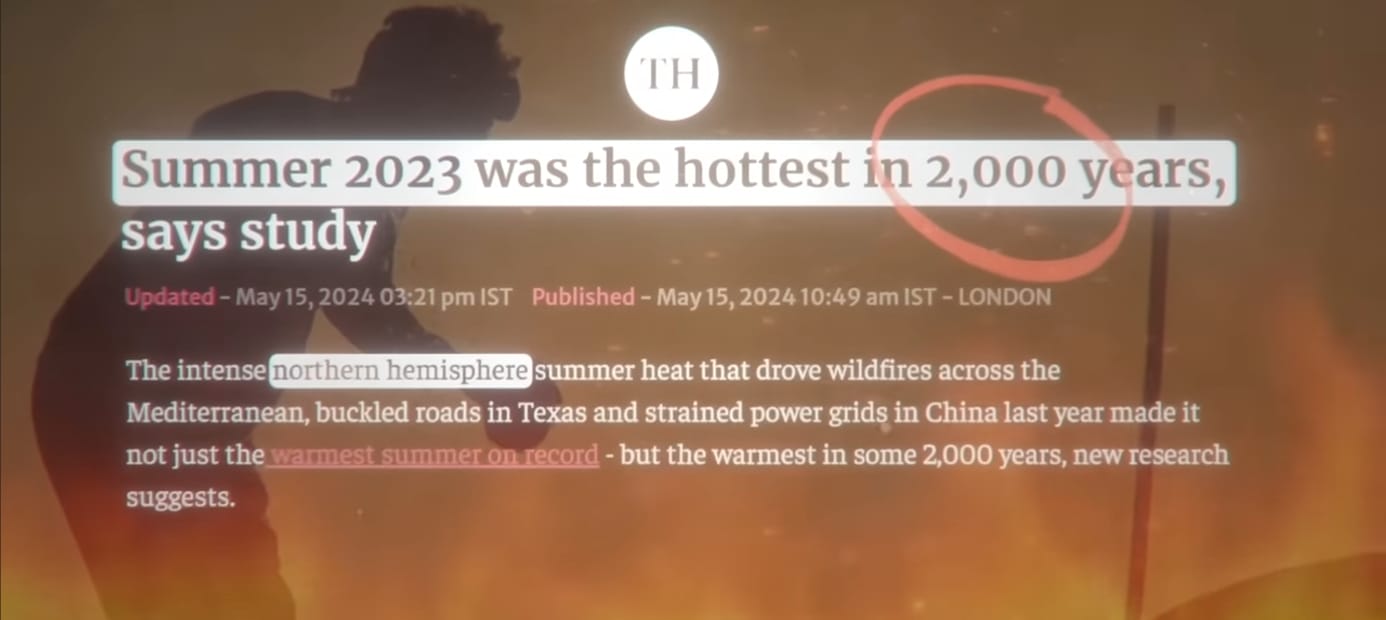 TH
Summer 2023 was the hottest in 2,000 years,
says study
Updated - May 15, 2024 03:21 pm IST Published - May 15, 2024 10:49 am IST - LONDON
The intense northern hemisphere summer heat that drove wildfires across the
Mediterranean, buckled roads in Texas and strained power grids in China last year made it
not just the warmest summer on record - but the warmest in some 2,000 years, new research
suggests.